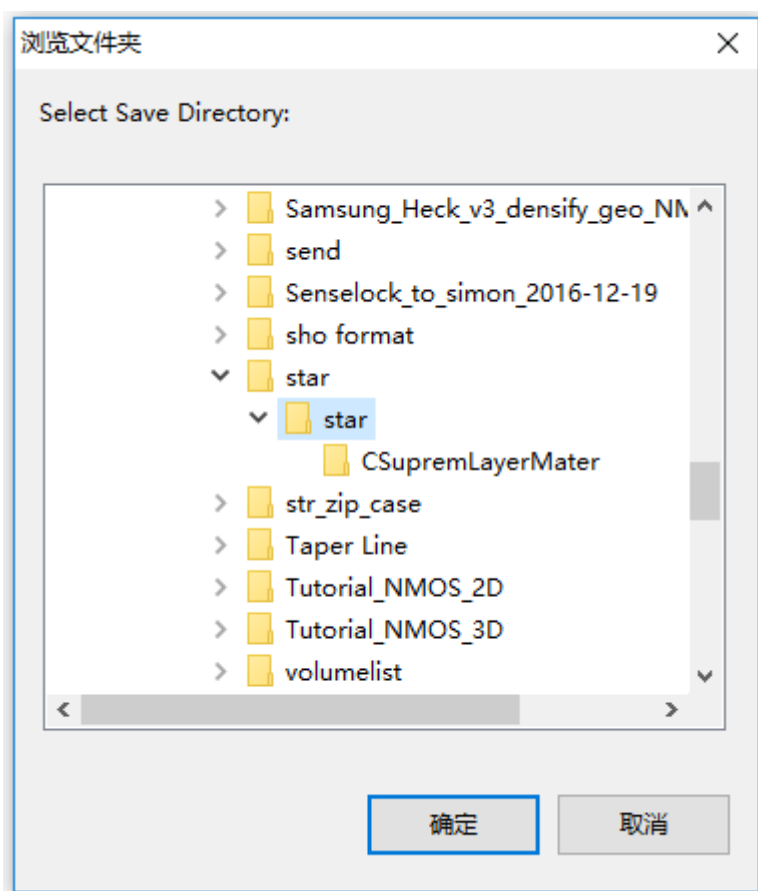 浏览文件夹
Select Save Directory:
Samsung_Heck_v3_densify_geo_NM
send
Senselock_to_simon_2016-12-19
sho format
star
star
CSupremLayerMater
str_zip_case
Taper Line
Tutorial_NMOS_2D
Tutorial_NMOS_3D
volumelist
确定 取消